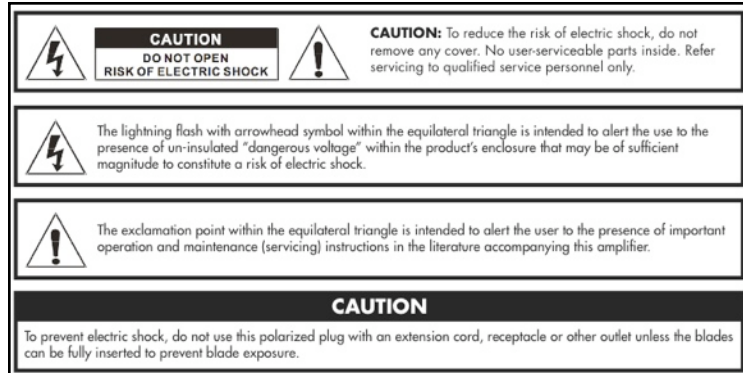 CAUTION
DO NOT OPEN
RISK OF ELECTRIC SHOCK
CAUTION: To reduce the risk of electric shock, do not
remove any cover. No user-serviceable parts inside. Refer
servicing to qualified service personnel only.
The lightning flash with arrowhead symbol within the equilateral triangle is intended to alert the use to the
presence of un-insulated “dangerous voltage” within the product’s enclosure that may be of sufficient
magnitude to constitute a risk of electric shock.
The exclamation point within the equilateral triangle is intended to alert the user to the presence of important
operation and maintenance (servicing) instructions in the literature accompanying this amplifier.
CAUTION
To prevent electric shock, do not use this polarized plug with an extension cord, receptacle or other outlet unless the blades
can be fully inserted to prevent blade exposure.